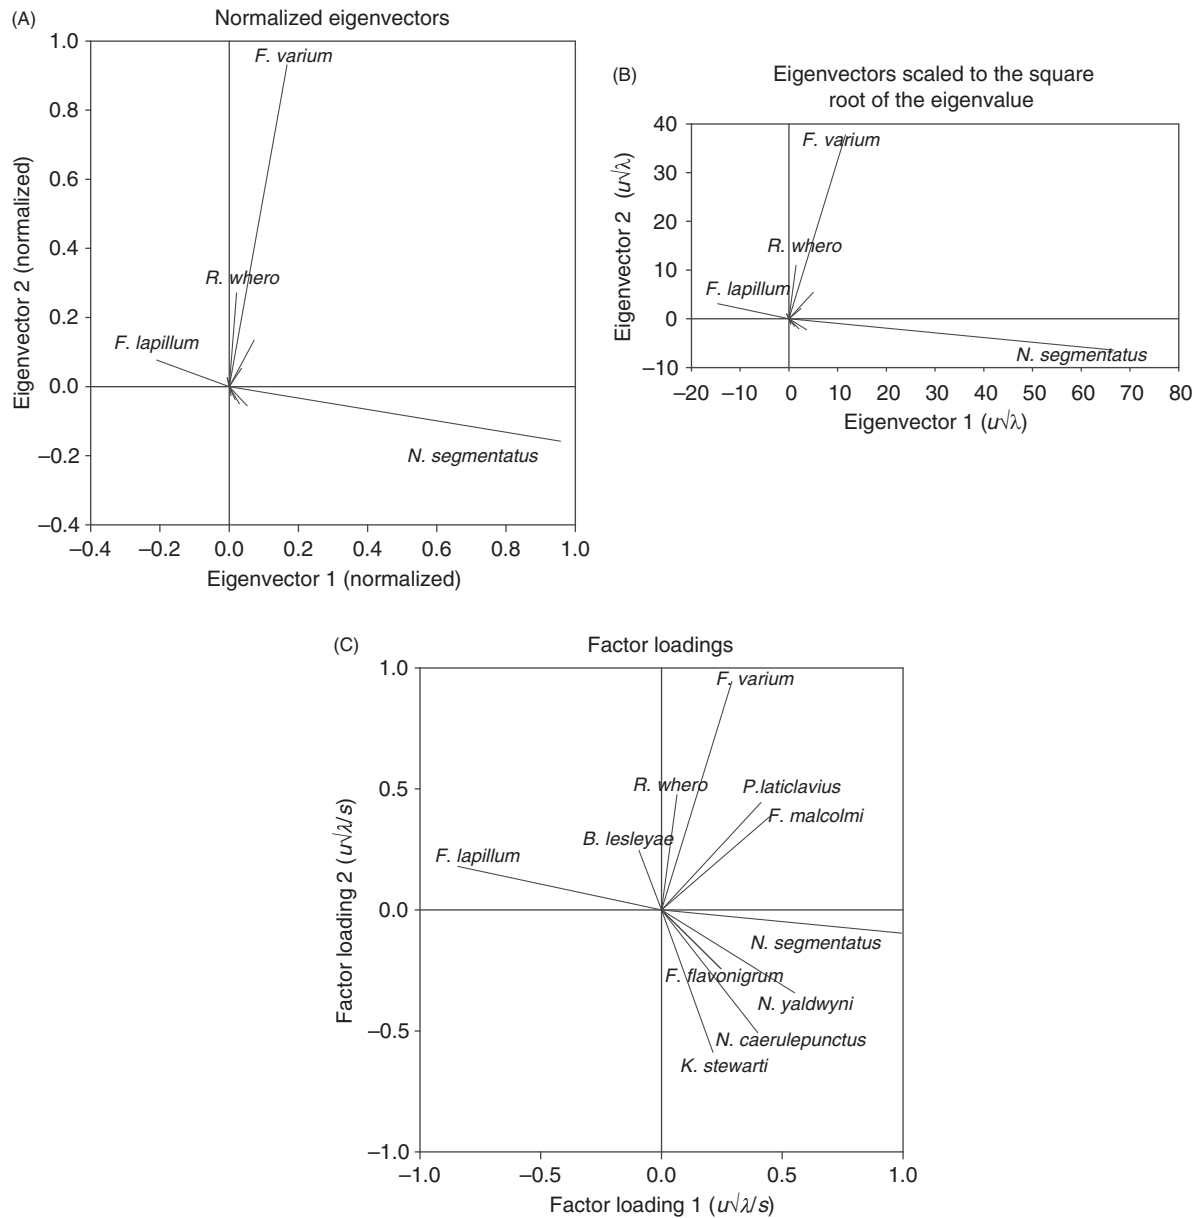 (A)
Normalized eigenvectors
1.0
0.8
0.6
0.4
0.2
0.0
–0.2
–0.4
Eigenvector 2 (normalized)
F. varium
R. whero
F. lapillum
N. segmentatus
–0.4 –0.2 0.0 0.2 0.4 0.6 0.8 1.0
Eigenvector 1 (normalized)
(B)
Eigenvectors scaled to the square
root of the eigenvalue
40
30
20
10
0
–10
Eigenvector 2 (u√λ)
F. varium
R. whero
F. lapillum
N. segmentatus
–20 –10 0 10 20 30 40 50 60 70 80
Eigenvector 1 (u√λ)
(C)
Factor loadings
1.0
0.5
0.0
–0.5
–1.0
Factor loading 2 (u√λ/s)
F. varium
R. whero
P.laticlavius
F. malcolmi
B. lesleyae
F. lapillum
N. segmentatus
F. flavonigrum
N. yaldwyni
N. caerulepunctus
K. stewarti
–1.0 –0.5 0.0 0.5 1.0
Factor loading 1 (u√λ/s)